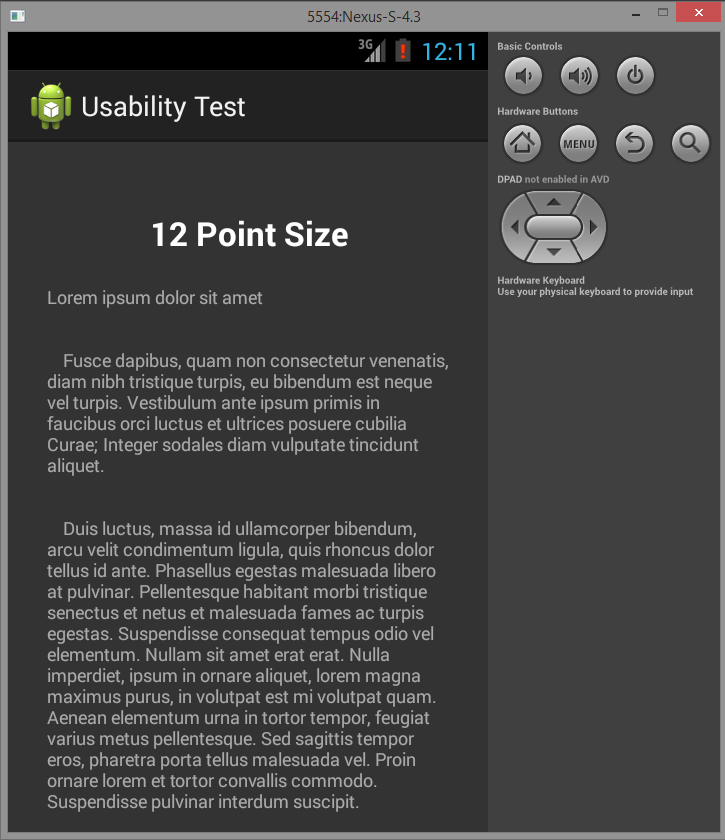 5554:Nexus-S-4.3
3G 12:11
Usability Test
12 Point Size
Lorem ipsum dolor sit amet
Fusce dapibus, quam non consectetur venenatis,
diam nibh tristique turpis, eu bibendum est neque
vel turpis. Vestibulum ante ipsum primis in
faucibus orci luctus et ultrices posuere cubilia
Curae; Integer sodales diam vulputate tincidunt
aliquet.
Duis luctus, massa id ullamcorper bibendum,
arcu velit condimentum ligula, quis rhoncus dolor
tellus id ante. Phasellus egestas malesuada libero
at pulvinar. Pellentesque habitant morbi tristique
senectus et netus et malesuada fames ac turpis
egestas. Suspendisse consequat tempus odio vel
elementum. Nullam sit amet erat erat. Nulla
imperdiet, ipsum in ornare aliquet, lorem magna
maximus purus, in volutpat est mi volutpat quam.
Aenean elementum urna in tortor tempor, feugiat
varius metus pellentesque. Sed sagittis tempor
eros, pharetra porta tellus malesuada vel. Proin
ornare lorem et tortor convallis commodo.
Suspendisse pulvinar interdum suscipit.
Basic Controls
Hardware Buttons
MENU
DPAD not enabled in AVD
Hardware Keyboard
Use your physical keyboard to provide input